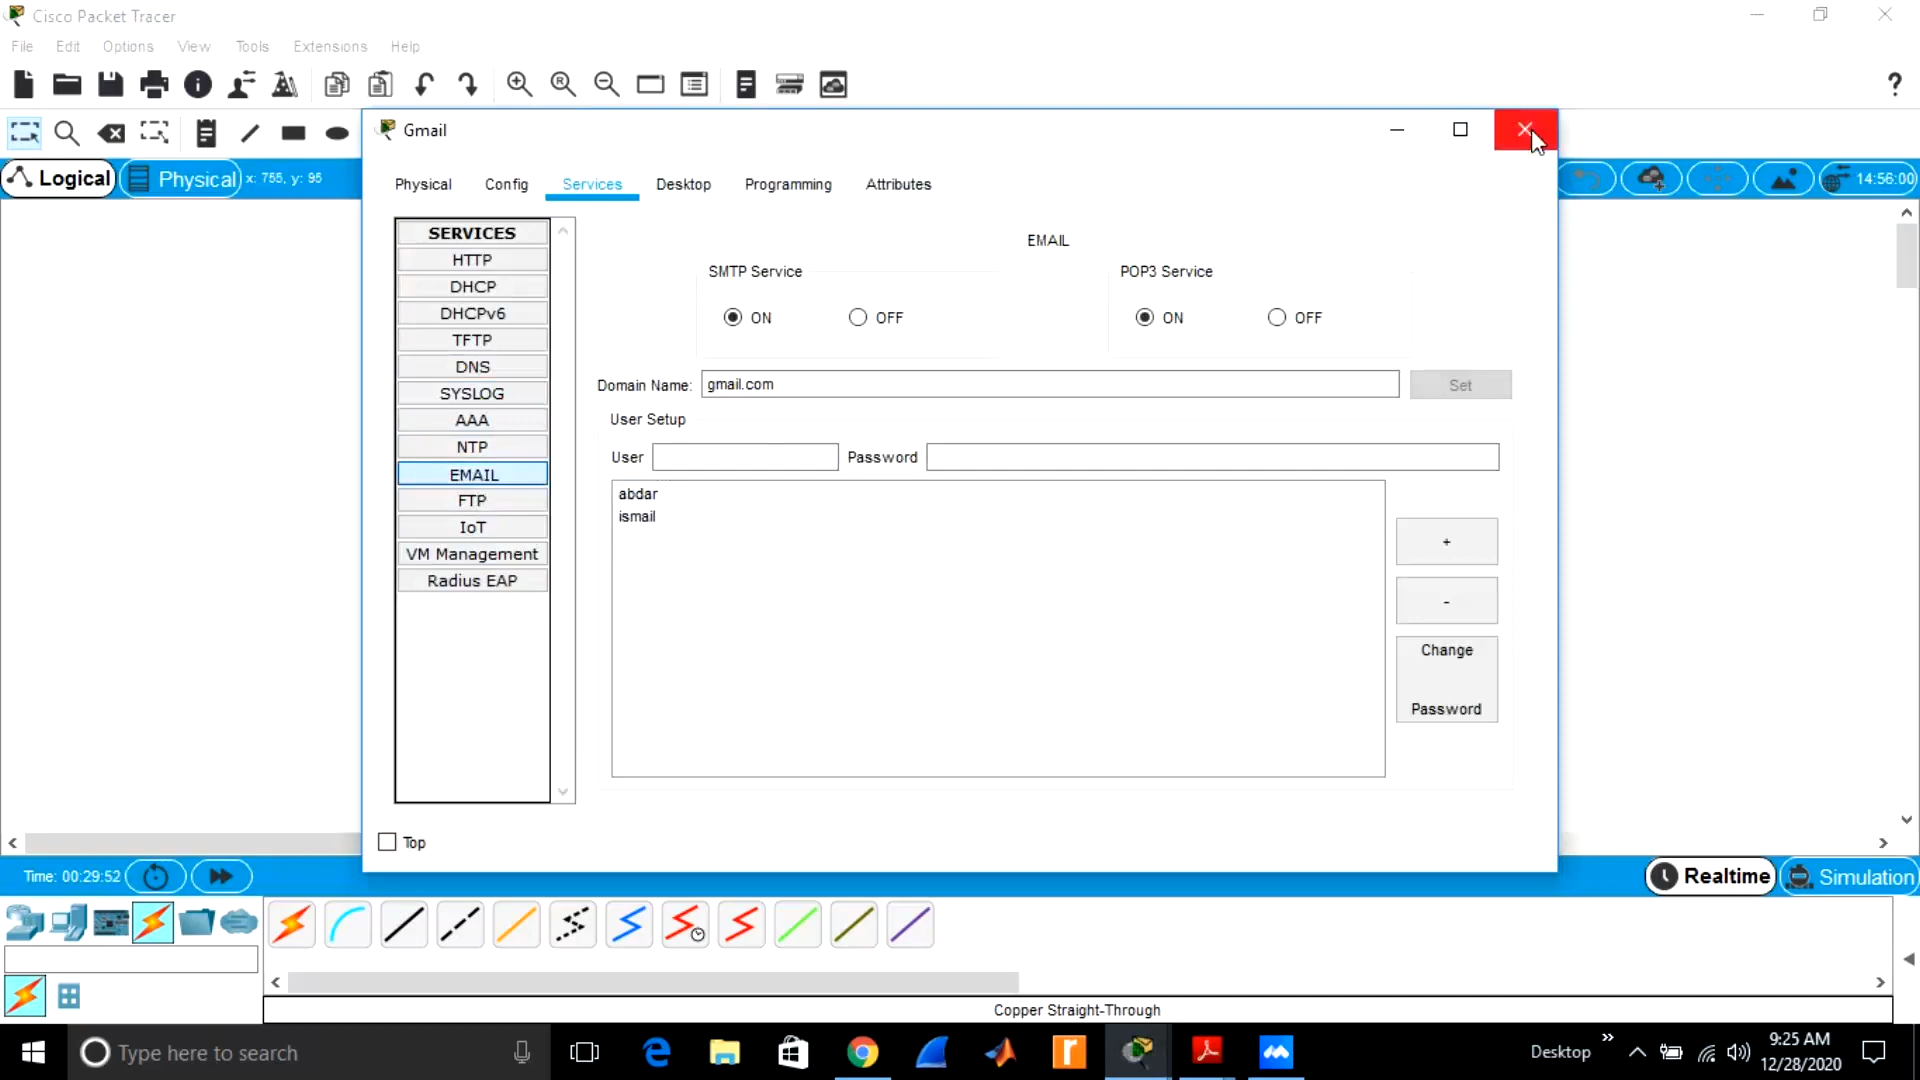 Cisco Packet Tracer
File Edit Options View Tools Extensions Help
Gmail
Logical Physical x: 755, y: 95
14:56:00
Physical Config Services Desktop Programming Attributes
SERVICES
HTTP
DHCP
DHCPv6
TFTP
DNS
SYSLOG
AAA
NTP
EMAIL
FTP
IoT
VM Management
Radius EAP
EMAIL
SMTP Service POP3 Service
ON OFF ON OFF
Domain Name: gmail.com Set
User Setup
User Password
abdar
ismail
+
-
Change
Password
Top
Time: 00:29:52 Realtime Simulation
Copper Straight-Through
Type here to search
Desktop
9:25 AM
12/28/2020